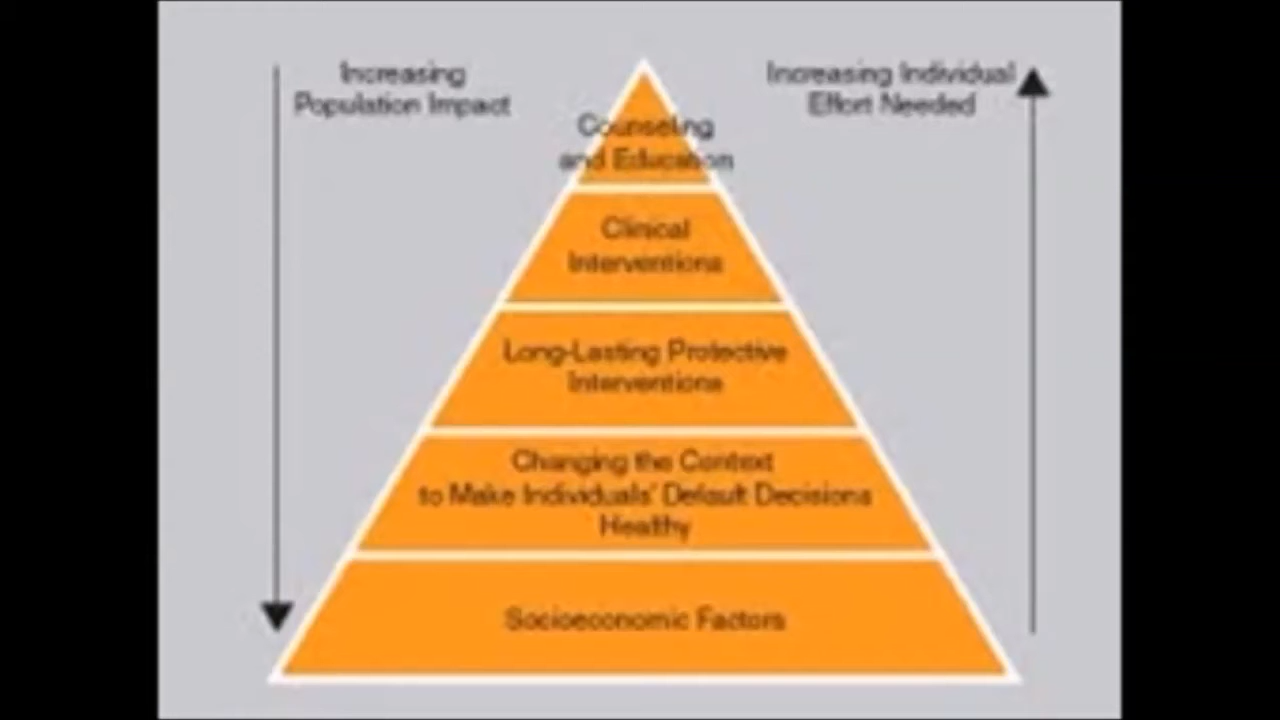 Increasing
Population Impact
Increasing Individual
Effort Needed
Counseling
and Education
Clinical
Interventions
Long-Lasting Protective
Interventions
Changing the Context
to Make Individuals' Default Decisions
Healthy
Socioeconomic Factors